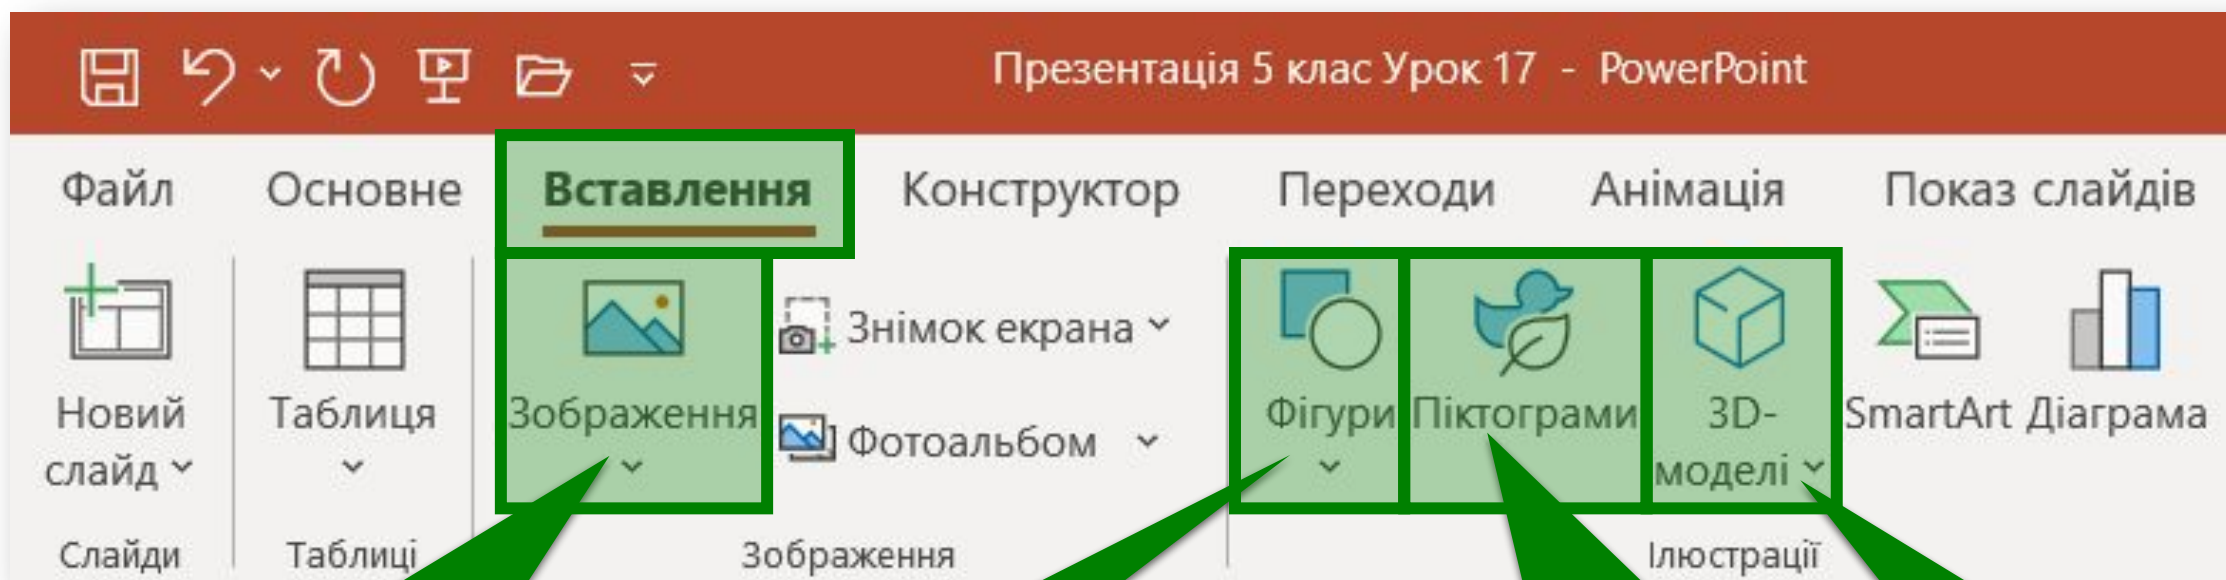 Презентація 5 клас Урок 17 - PowerPoint
Файл Основне Вставлення Конструктор Переходи Анімація Показ слайдів
Новий слайд
Таблиця
Зображення
Знімок екрана
Фотоальбом
Фігури
Піктограми
3D-
моделі
SmartArt
Діаграма
Слайди
Таблиці
Зображення
Ілюстрації